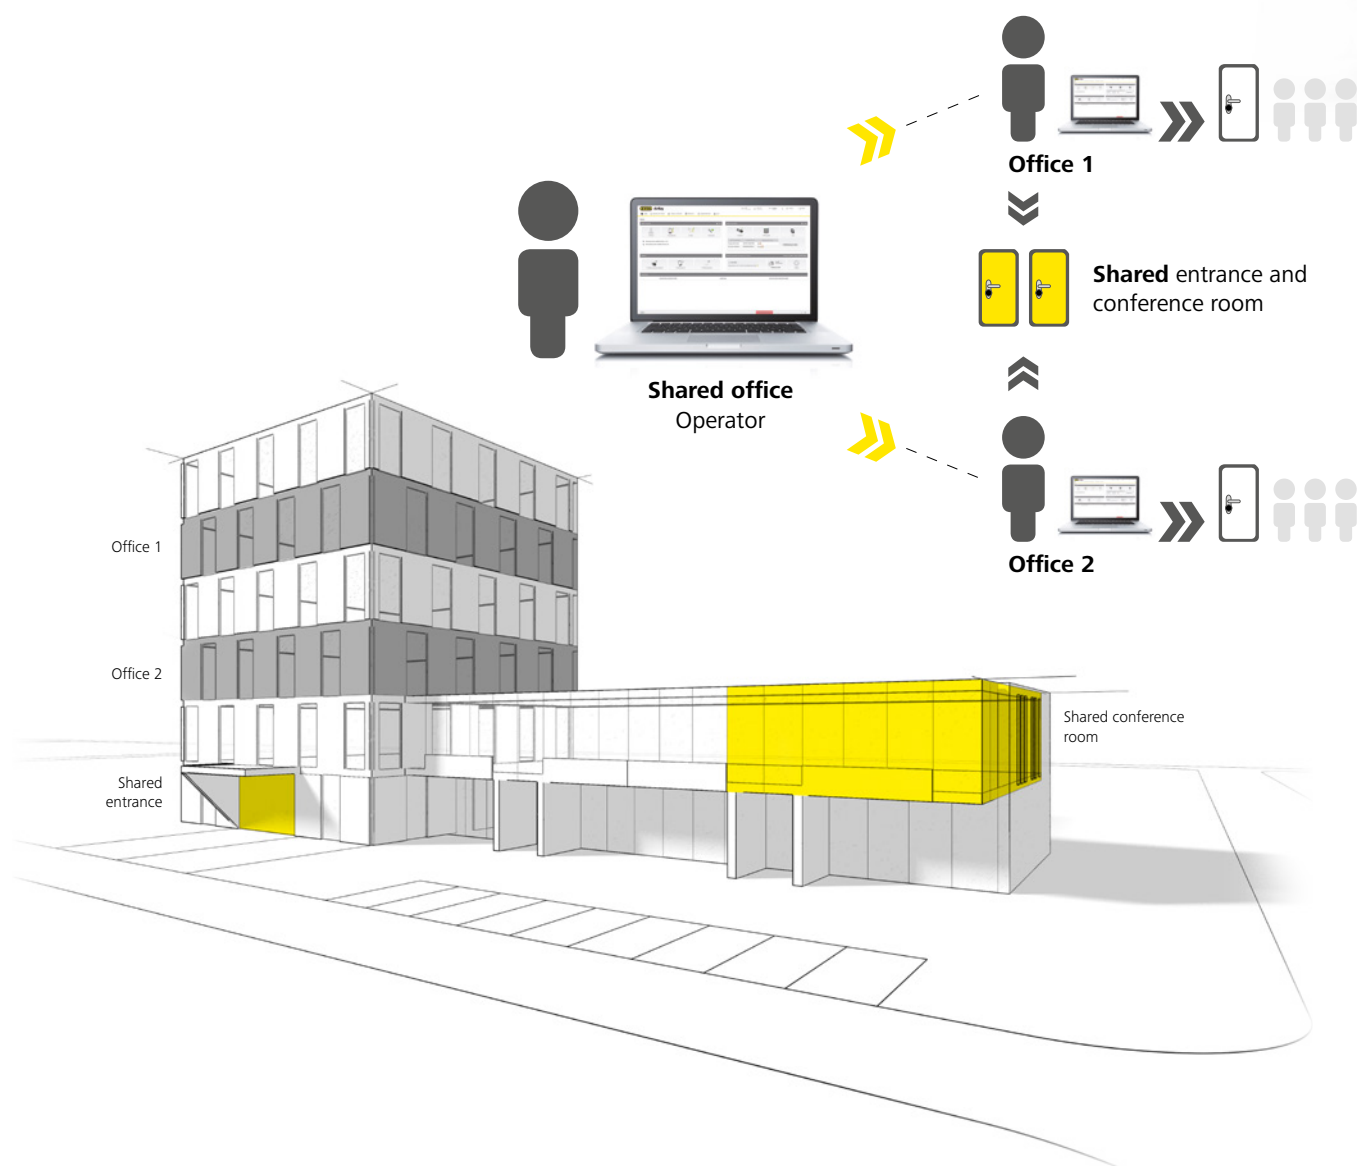 Office 1
Shared entrance and
conference room
Shared office
Operator
Office 2
Office 1
Office 2
Shared conference
room
Shared
entrance